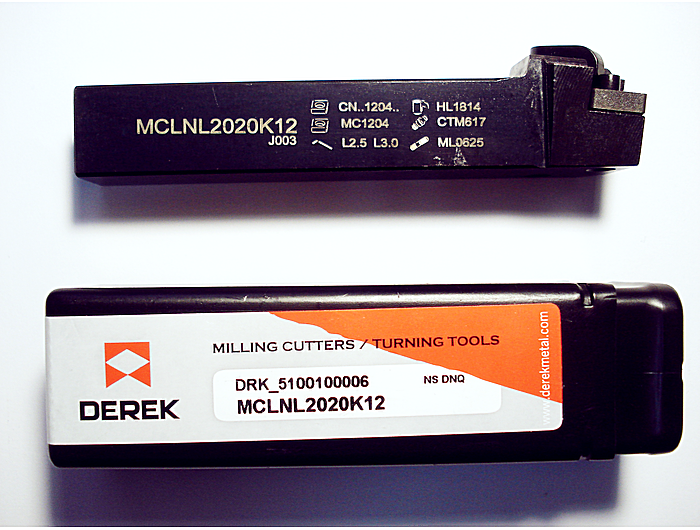 MCLNL2020K12
J003
CN..1204..
MC1204
L2.5 L3.0
HL1814
CTM617
ML0625
MILLING CUTTERS / TURNING TOOLS
DEREK
DRK_5100100006
NS DNQ
MCLNL2020K12
www.derekmetal.com